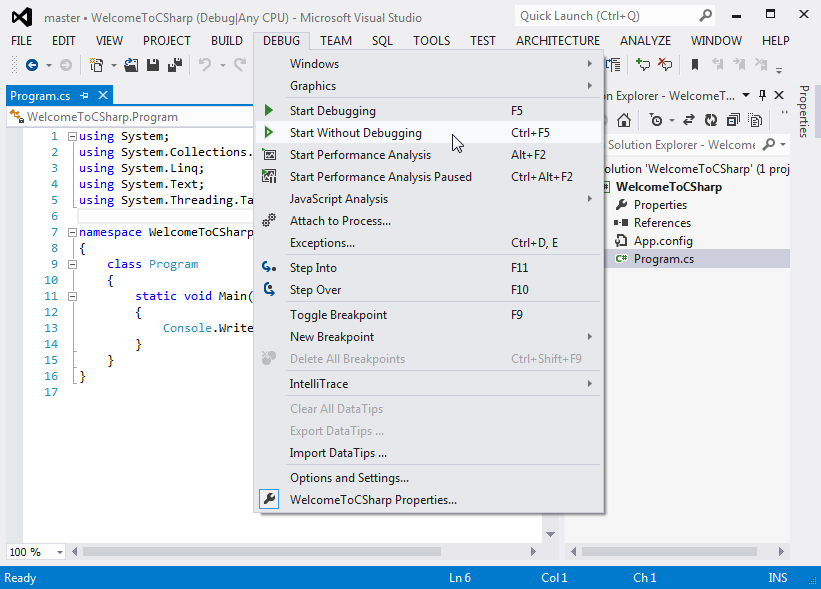 master • WelcomeToCSharp (Debug|Any CPU) - Microsoft Visual Studio
Quick Launch (Ctrl+Q)
FILE EDIT VIEW PROJECT BUILD DEBUG TEAM SQL TOOLS TEST ARCHITECTURE ANALYZE WINDOW HELP
Program.cs
WelcomeToCSharp.Program
1 using System;
2 using System.Collections.
3 using System.Linq;
4 using System.Text;
5 using System.Threading.Ta
6
7 namespace WelcomeToCSharp
8 {
9 class Program
10 {
11 static void Main(
12 {
13 Console.Write
14 }
15 }
16 }
17
100 %
Windows
Graphics
Start Debugging F5
Start Without Debugging Ctrl+F5
Start Performance Analysis Alt+F2
Start Performance Analysis Paused Ctrl+Alt+F2
JavaScript Analysis
Attach to Process...
Exceptions... Ctrl+D, E
Step Into F11
Step Over F10
Toggle Breakpoint F9
New Breakpoint
Delete All Breakpoints Ctrl+Shift+F9
IntelliTrace
Clear All DataTips
Export DataTips ...
Import DataTips ...
Options and Settings...
WelcomeToCSharp Properties...
n Explorer - WelcomeT...
Solution Explorer - Welcome
olution 'WelcomeToCSharp' (1 proj
WelcomeToCSharp
Properties
References
App.config
C# Program.cs
Properties
Ready Ln 6 Col 1 Ch 1 INS